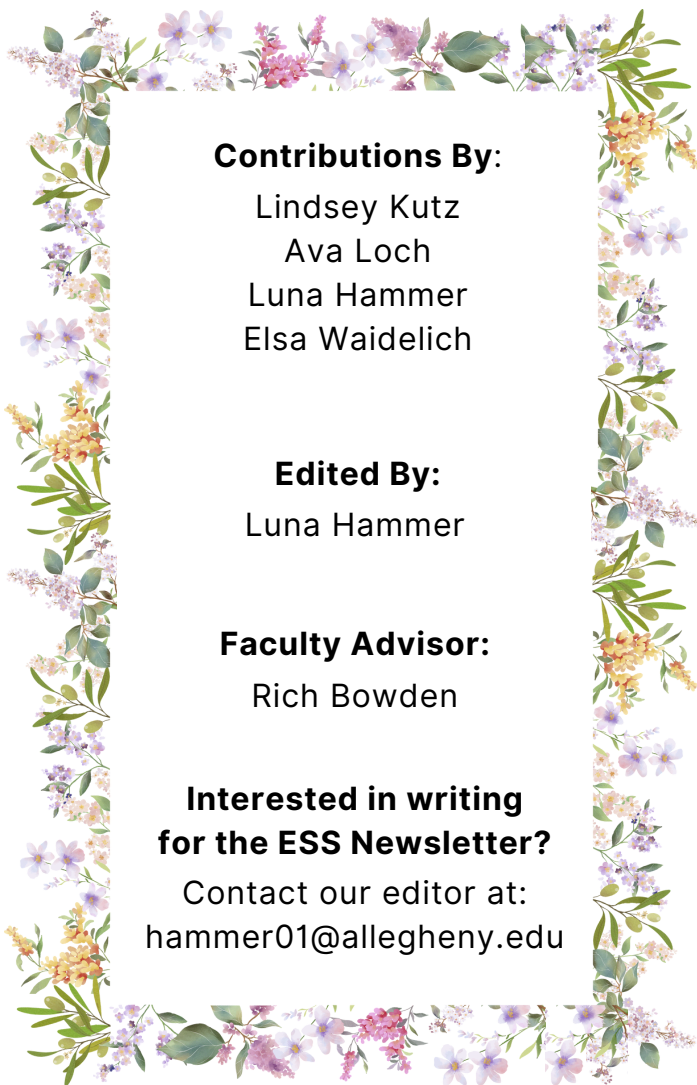 Contributions By:
Lindsey Kutz
Ava Loch
Luna Hammer
Elsa Waidelich
Edited By:
Luna Hammer
Faculty Advisor:
Rich Bowden
Interested in writing
for the ESS Newsletter?
Contact our editor at:
hammer01@allegheny.edu